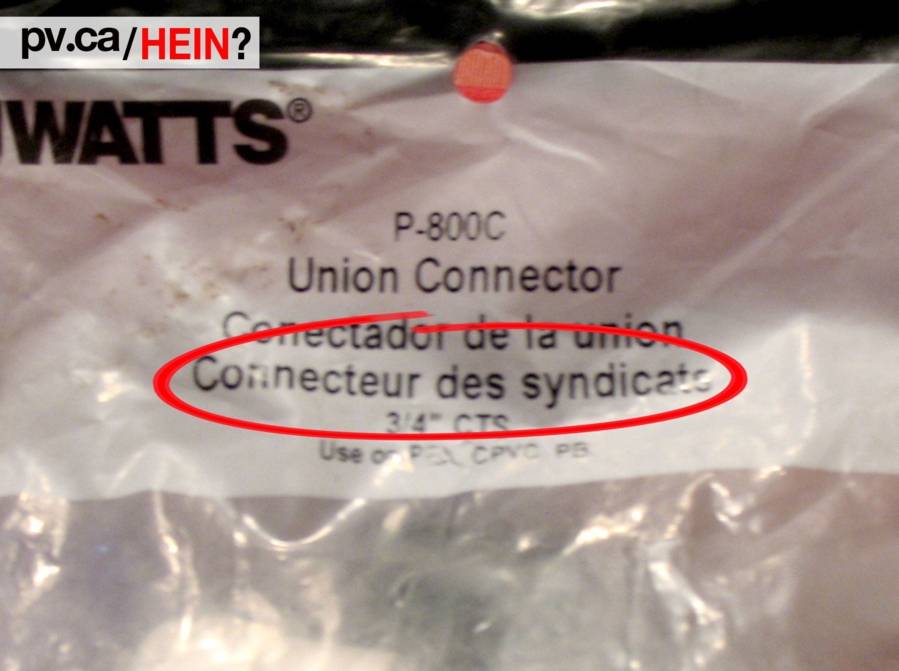 pv.ca/HEIN?
WATTS®
P-800C
Union Connector
Conectador de la union
Connecteur des syndicats
3/4" CTS
Use on PEX, CPVC, PB